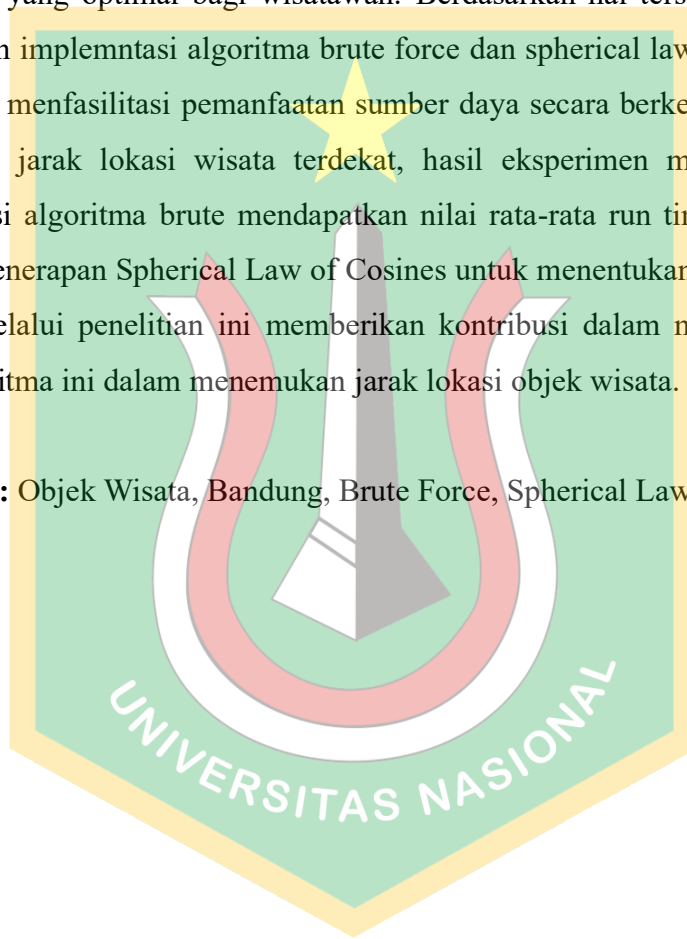 yang optimal bagi wisatawan. Berdasarkan hal ters
implemntasi algoritma brute force dan spherical law
menfasilitasi pemanfaatan sumber daya secara berke
jarak lokasi wisata terdekat, hasil eksperimen m
si algoritma brute mendapatkan nilai rata-rata run tin
enerapan Spherical Law of Cosines untuk menentukan
elalui penelitian ini memberikan kontribusi dalam n
itma ini dalam menemukan jarak lokasi objek wisata.
: Objek Wisata, Bandung, Brute Force, Spherical Law
UNIVERSITAS NASIONAL